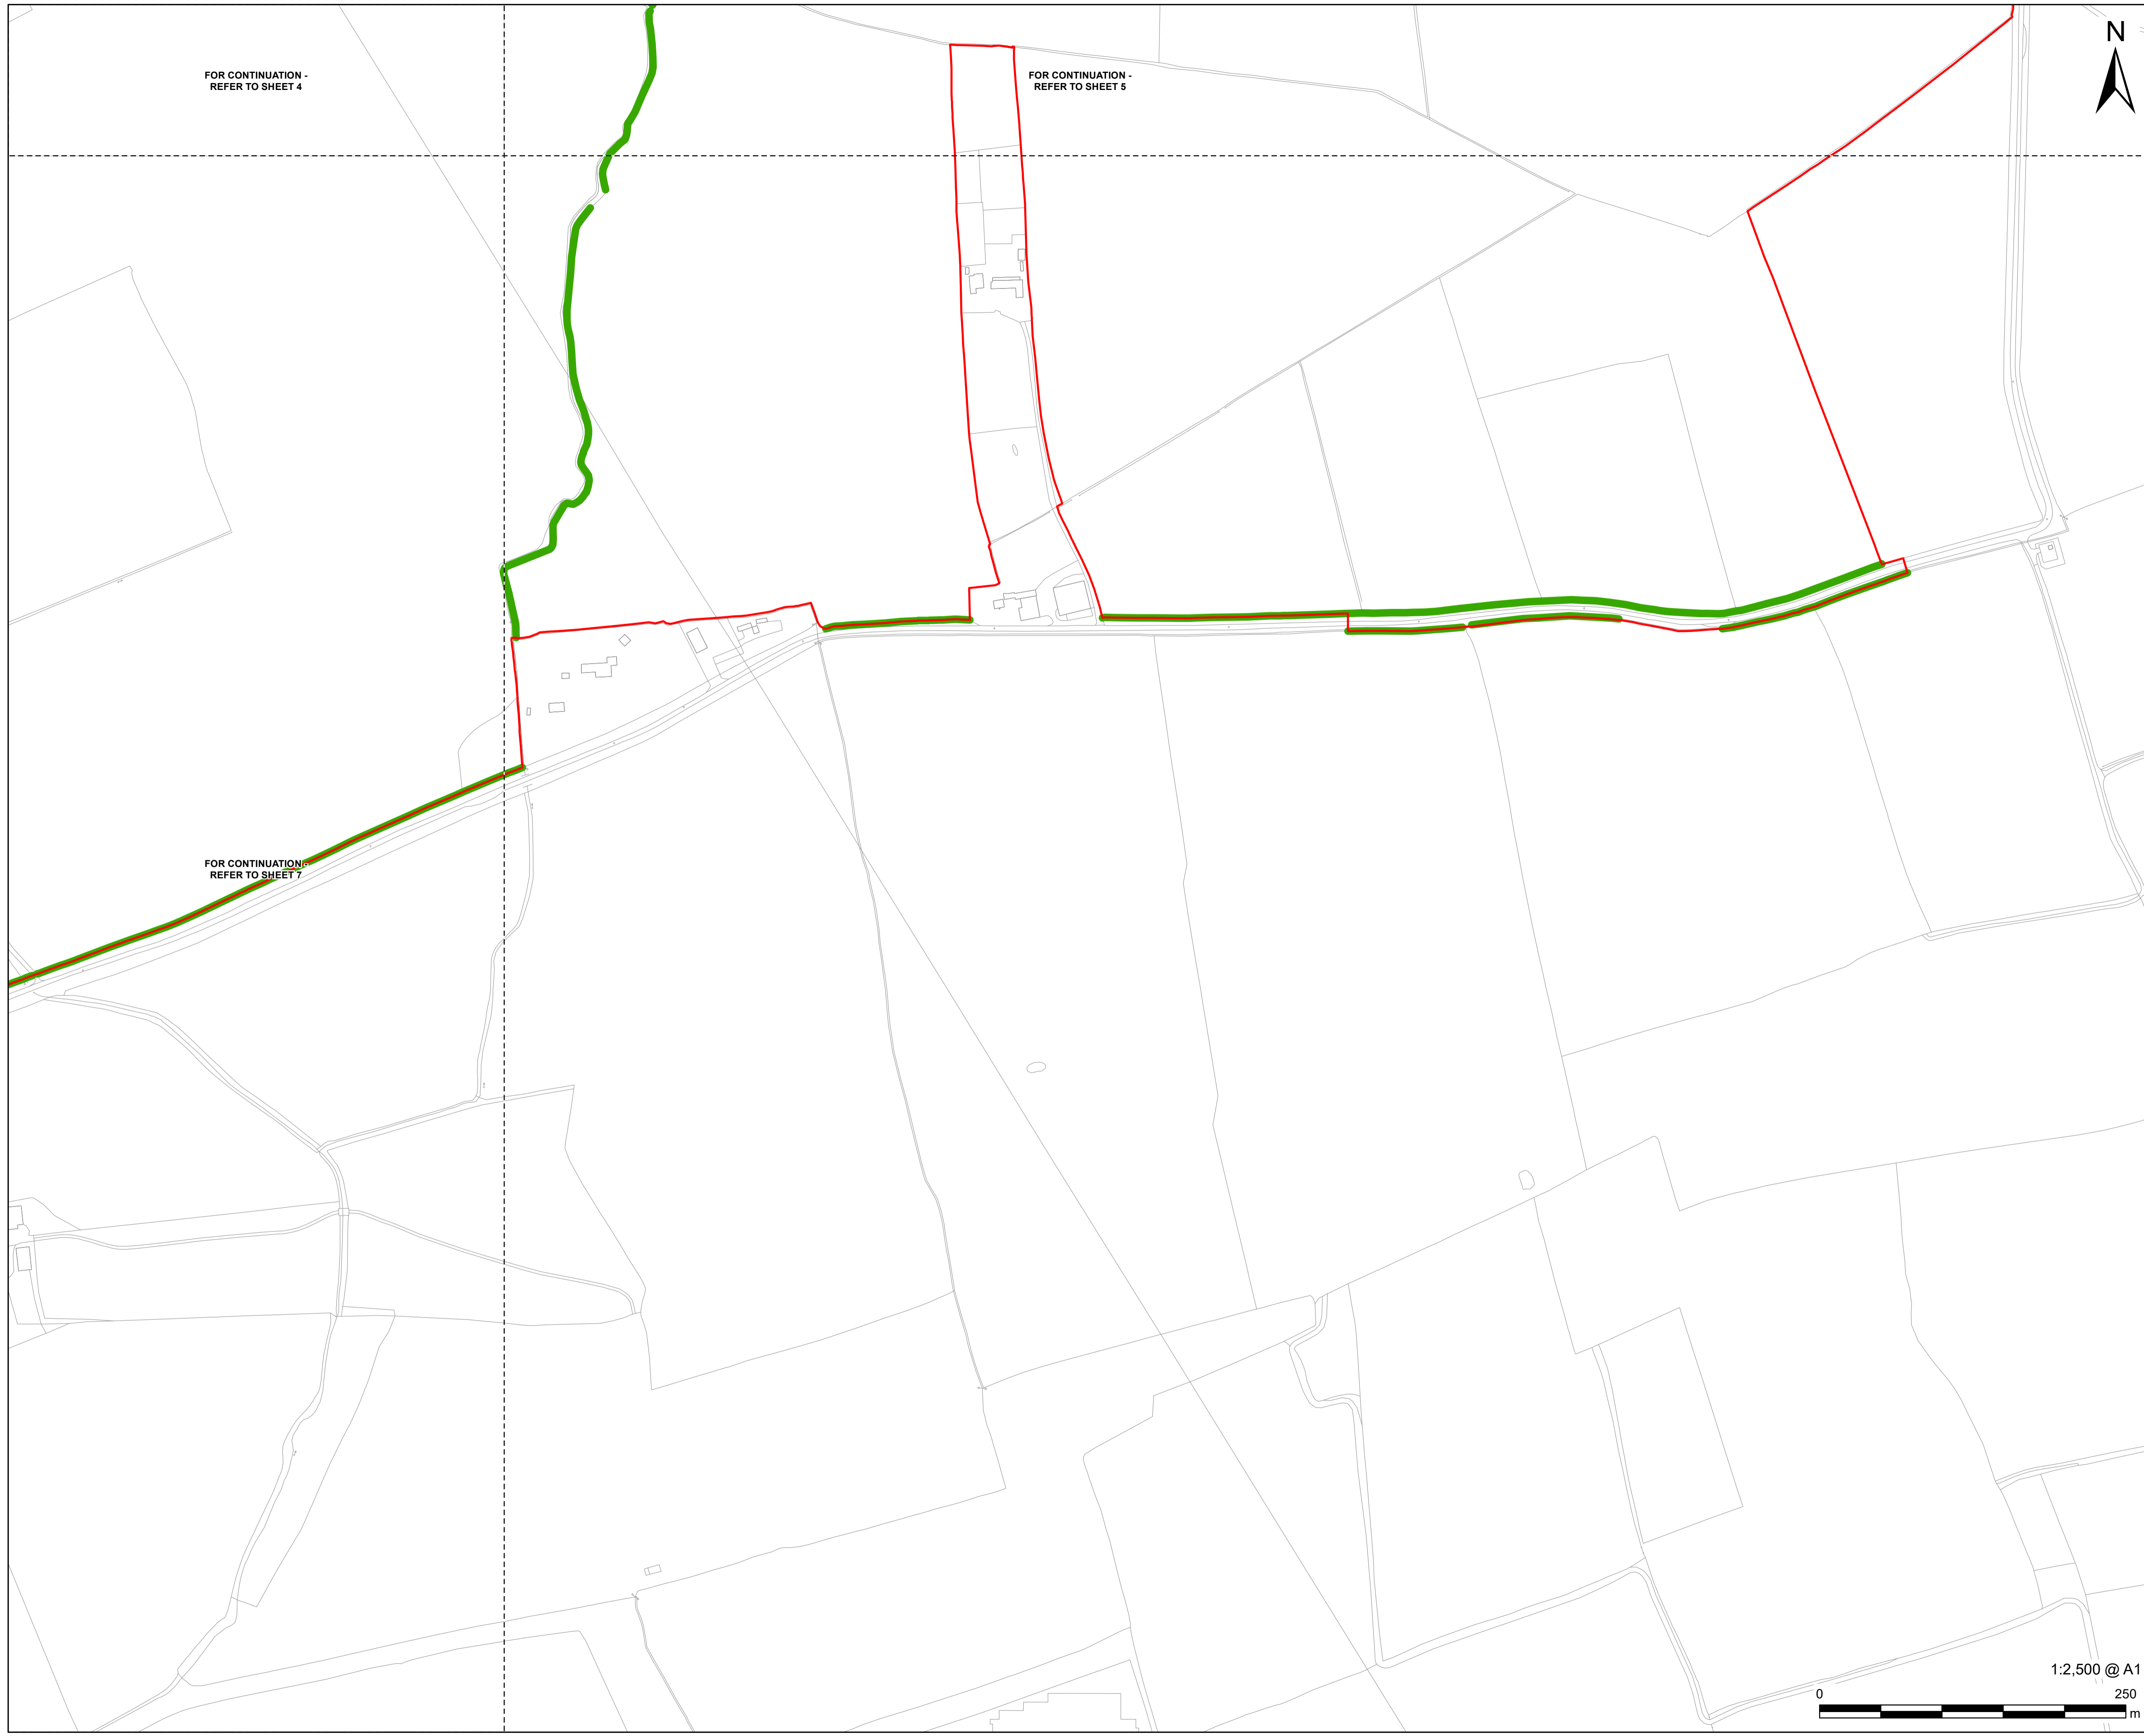 FOR CONTINUATION -
REFER TO SHEET 4
FOR CONTINUATION -
REFER TO SHEET 5
N
FOR CONTINUATION -
REFER TO SHEET 7
1:2,500 @ A1
0 250
m